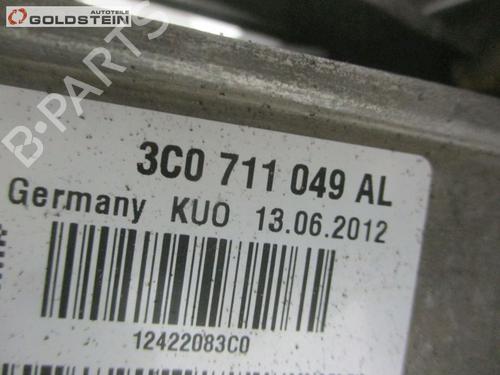 AUTOTEILE
GOLDSTEIN
B-PARTS
3C0 711 049 AL
Germany KUO 13.06.2012
12422083C0